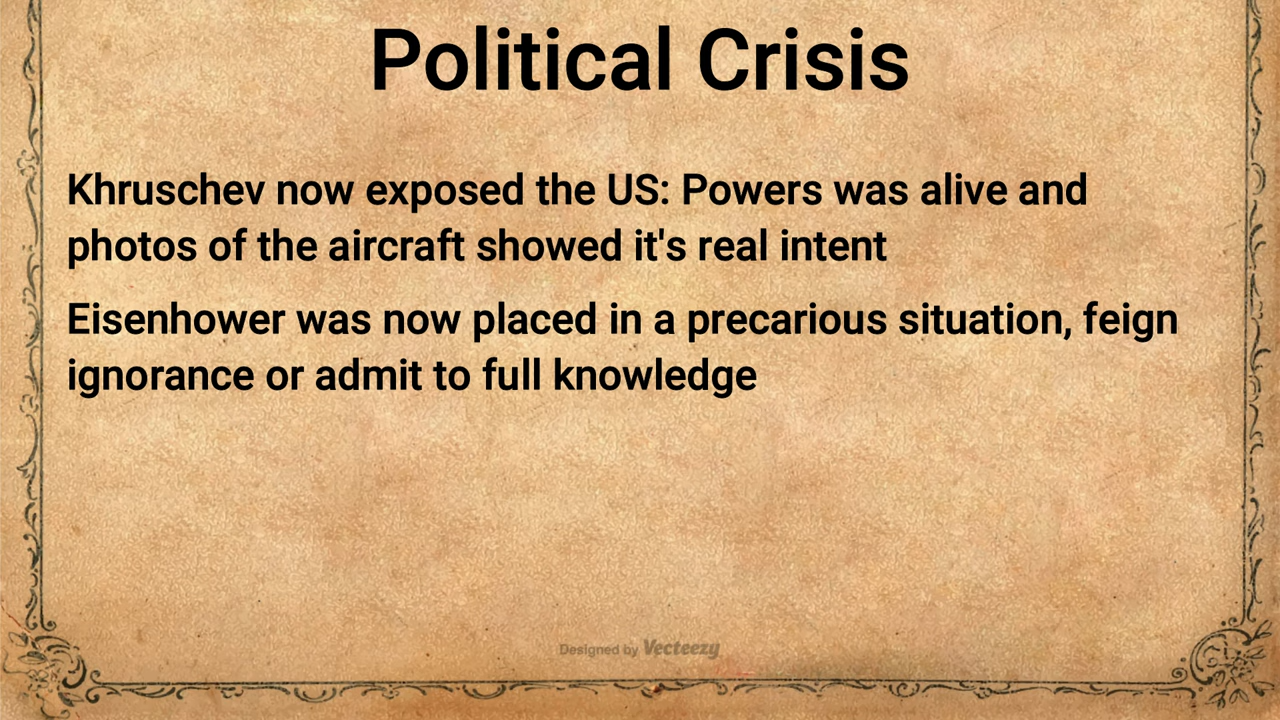 Political Crisis
Khruschev now exposed the US: Powers was alive and
photos of the aircraft showed it's real intent
Eisenhower was now placed in a precarious situation, feign
ignorance or admit to full knowledge
Designed by Vecteezy